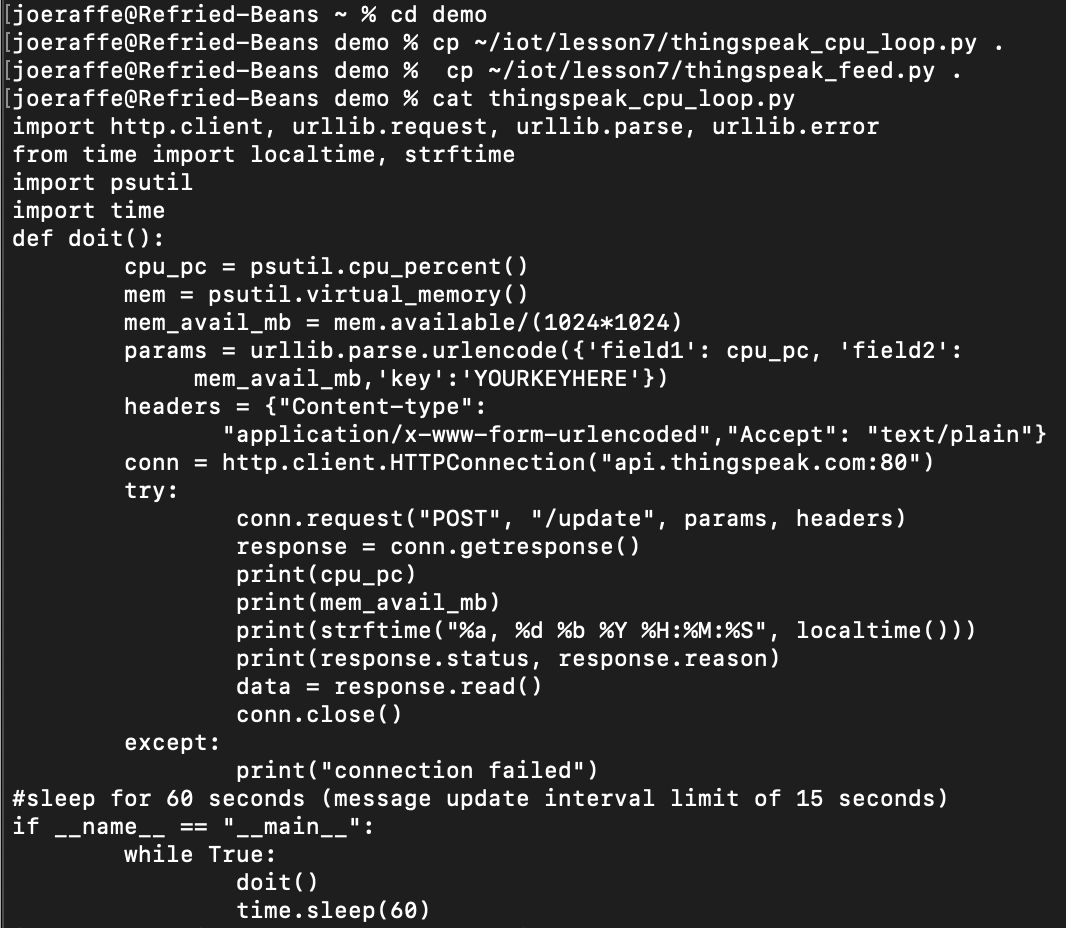 [joeraffe@Refried-Beans ~ % cd demo
[joeraffe@Refried-Beans demo % cp ~/iot/lesson7/thingspeak_cpu_loop.py .
[joeraffe@Refried-Beans demo %  cp ~/iot/lesson7/thingspeak_feed.py .
[joeraffe@Refried-Beans demo % cat thingspeak_cpu_loop.py
import http.client, urllib.request, urllib.parse, urllib.error
from time import localtime, strftime
import psutil
import time
def doit():
        cpu_pc = psutil.cpu_percent()
        mem = psutil.virtual_memory()
        mem_avail_mb = mem.available/(1024*1024)
        params = urllib.parse.urlencode({'field1': cpu_pc, 'field2':
             mem_avail_mb,'key':'YOURKEYHERE'})
        headers = {"Content-type":
               "application/x-www-form-urlencoded","Accept": "text/plain"}
        conn = http.client.HTTPConnection("api.thingspeak.com:80")
        try:
                conn.request("POST", "/update", params, headers)
                response = conn.getresponse()
                print(cpu_pc)
                print(mem_avail_mb)
                print(strftime("%a, %d %b %Y %H:%M:%S", localtime()))
                print(response.status, response.reason)
                data = response.read()
                conn.close()
        except:
                print("connection failed")
#sleep for 60 seconds (message update interval limit of 15 seconds)
if __name__ == "__main__":
        while True:
                doit()
                time.sleep(60)